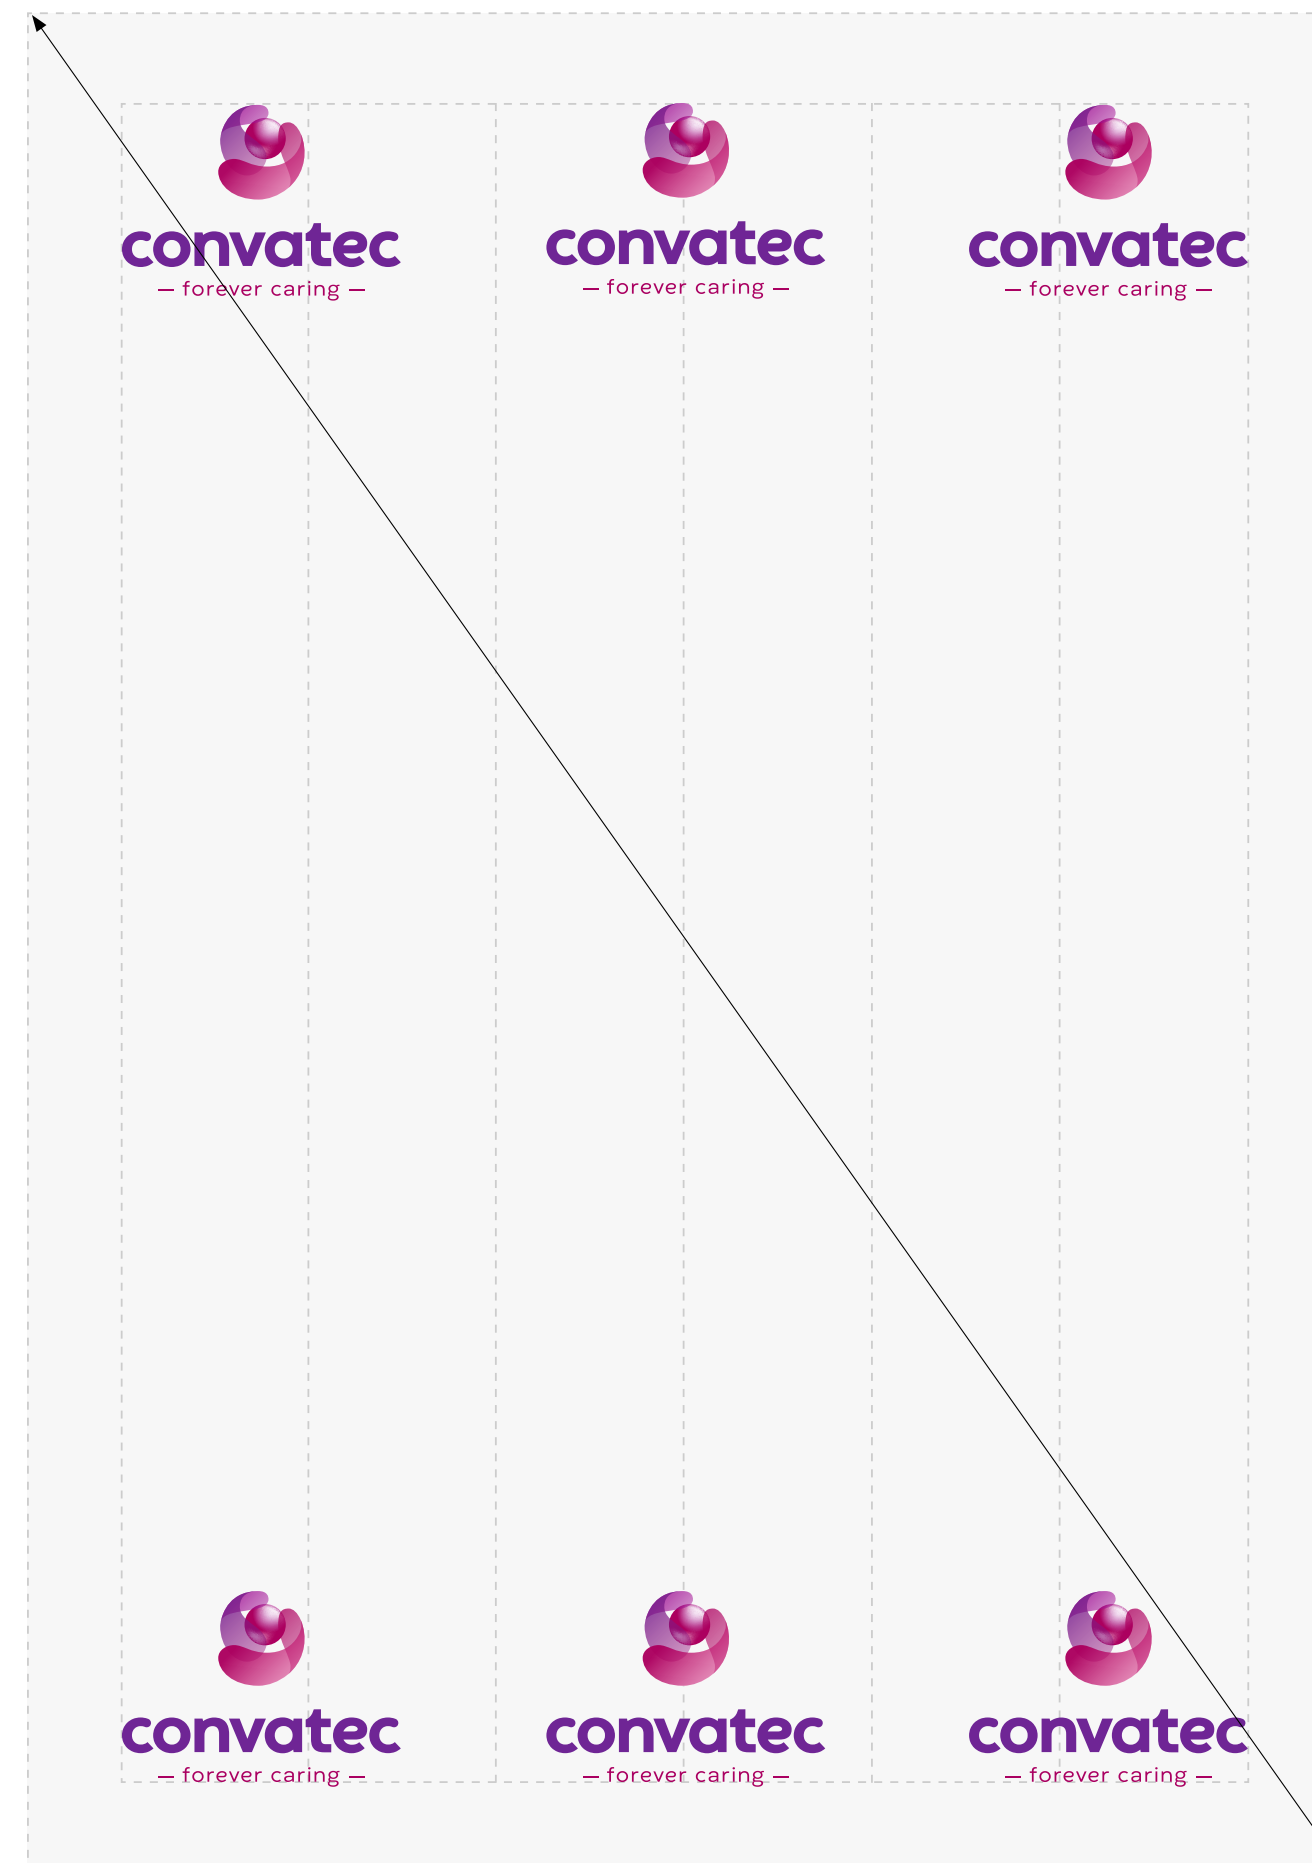 convatec convatec convatec
– forever caring – – forever caring – – forever caring –
convatec convatec convatec
– forever caring – – forever caring – – forever caring –